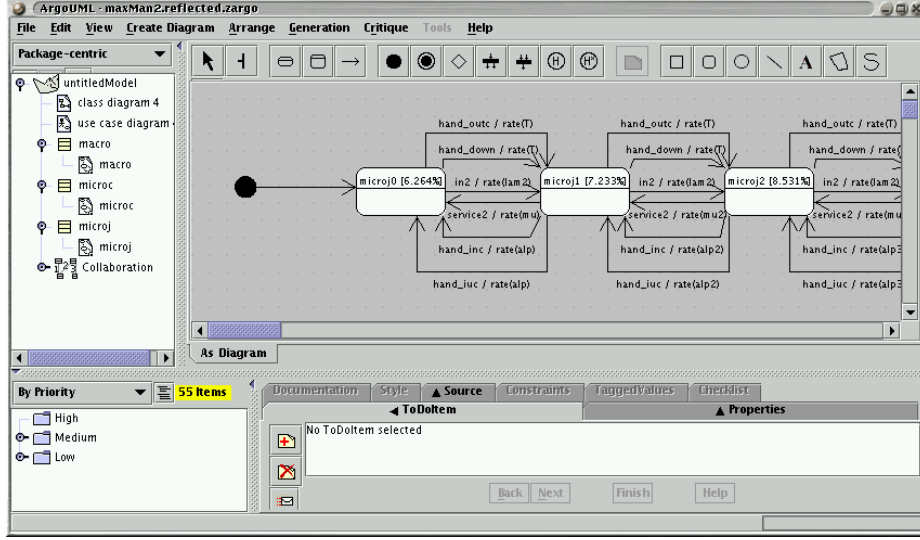 ArgoUML - maxMan2.reflected.zargo
File Edit View Create Diagram Arrange Generation Critique Tools Help
Package-centric
untitledModel
class diagram 4
use case diagram
macro
macro
microc
microc
microj
microj
Collaboration
A
H
H*
hand_outc / rate(T) hand_outc / rate(T) hand_outc / rate(T)
hand_down / rate(T) hand_down / rate(T) hand_down / rate(
microj0 [6.264%] in2 / rate(lam2) microj1 [7.233%] in2 / rate(lam2) microj2 [8.531%] in2 / rate(lam2)
service2 / rate(mu) service2 / rate(mu2) service2 / rate(mu
hand_inc / rate(alp) hand_inc / rate(alp2) hand_inc / rate(alp3
hand_iuc / rate(alp) hand_iuc / rate(alp2) hand_iuc / rate(alp3
As Diagram
By Priority 55 Items
High
Medium
Low
Documentation Style Source Constraints TaggedValues Checklist
ToDoItem Properties
No ToDoItem selected
Back Next Finish Help